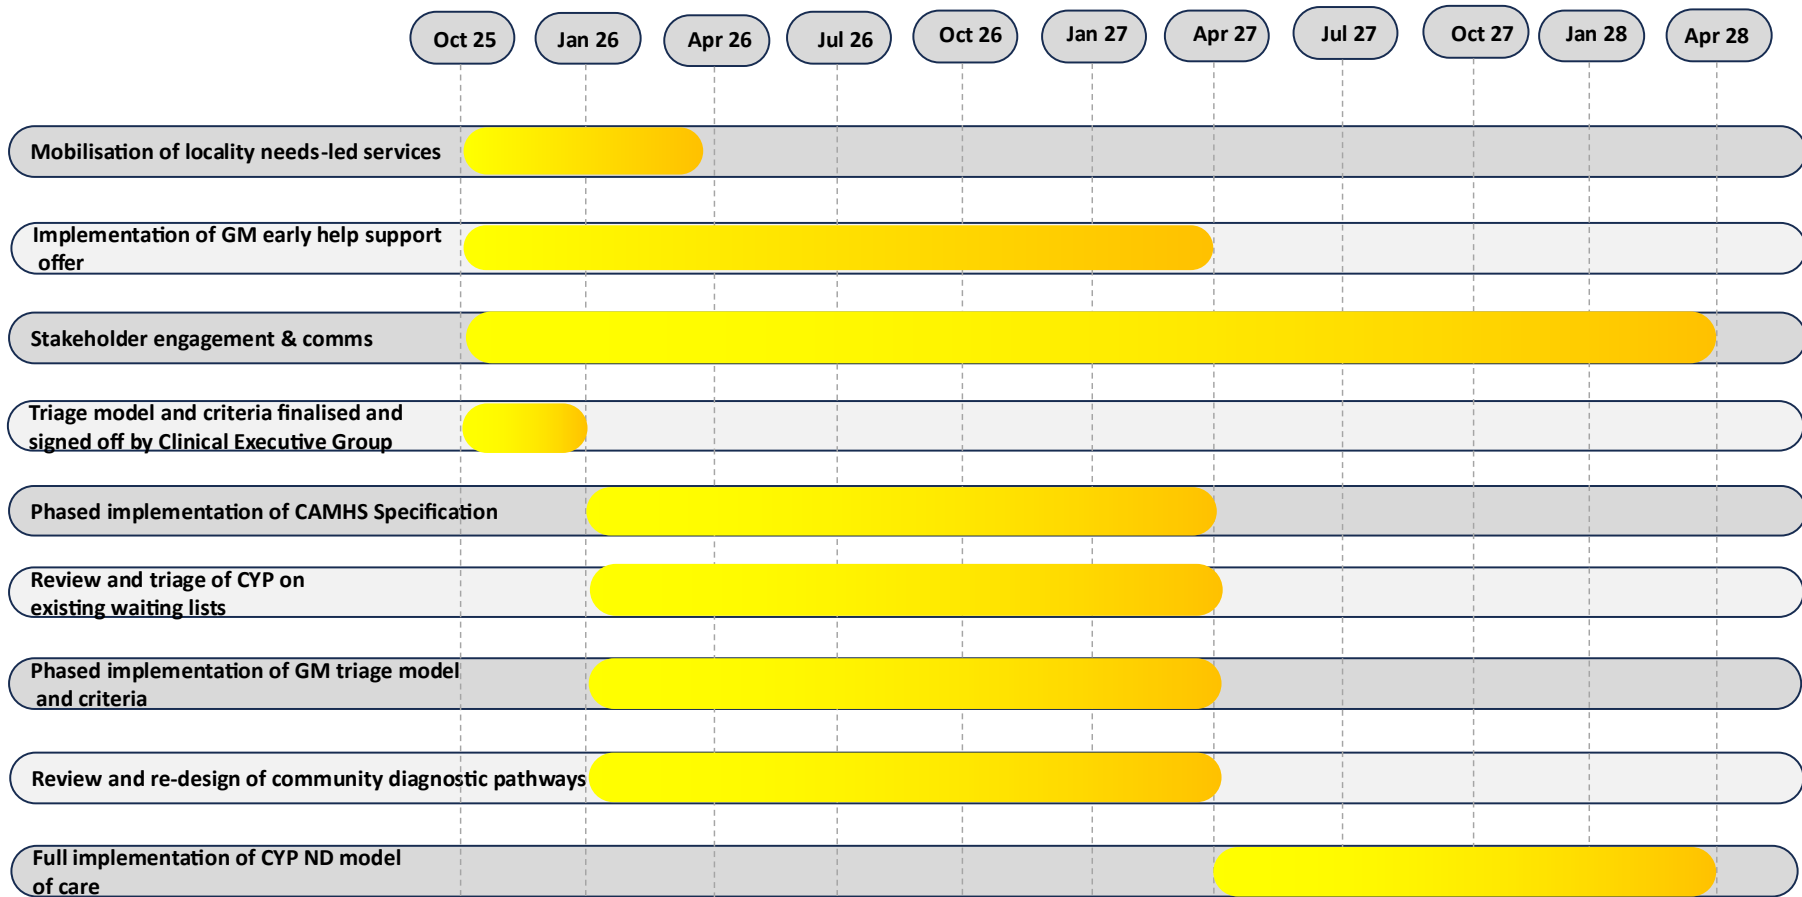 Oct 25
Jan 26
Apr 26
Jul 26
Oct 26
Jan 27
Apr 27
Jul 27
Oct 27
Jan 28
Apr 28
Mobilisation of locality needs-led services
Implementation of GM early help support
offer
Stakeholder engagement & comms
Triage model and criteria finalised and
signed off by Clinical Executive Group
Phased implementation of CAMHS Specification
Review and triage of CYP on
existing waiting lists
Phased implementation of GM triage model
and criteria
Review and re-design of community diagnostic pathways
Full implementation of CYP ND model
of care